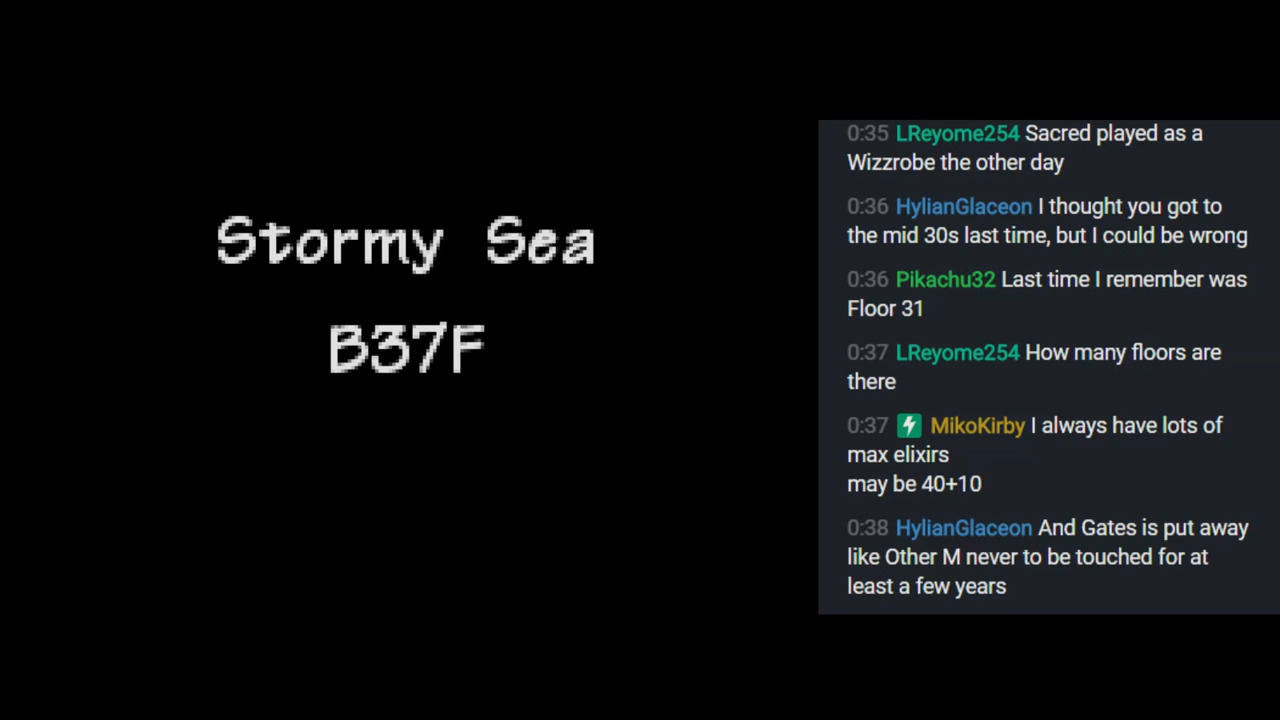 Stormy Sea
B37F
0:35 LReyome254 Sacred played as a
Wizzrobe the other day
0:36 HylianGlaceon I thought you got to
the mid 30s last time, but I could be wrong
0:36 Pikachu32 Last time I remember was
Floor 31
0:37 LReyome254 How many floors are
there
0:37 MikoKirby I always have lots of
max elixirs
may be 40+10
0:38 HylianGlaceon And Gates is put away
like Other M never to be touched for at
least a few years